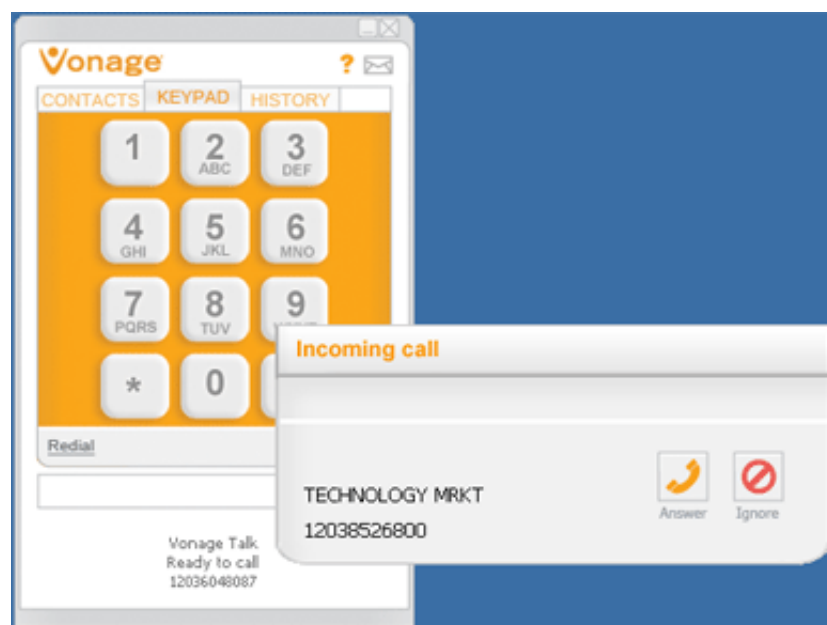 Vonage ?
CONTACTS KEYPAD HISTORY
1 2 3
ABC DEF
4 5 6
GHI JKL MNO
7 8 9
PQRS TUV
* 0
Redial
Incoming call
TECHNOLOGY MRKT
12038526800
Answer Ignore
Vonage Talk
Ready to call
12036048087